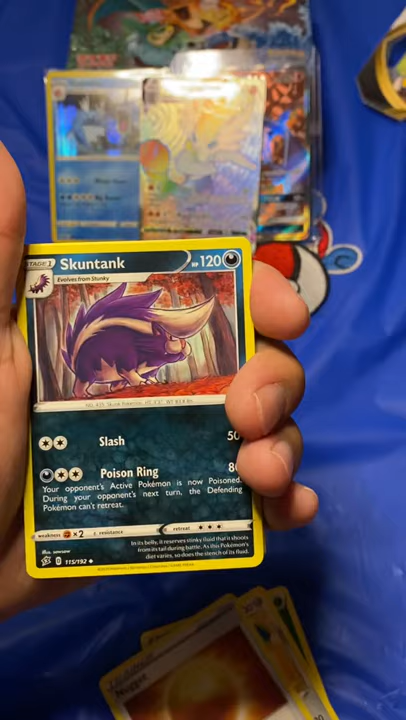 STAGE 1
Skuntank
HP 120
Evolves from Stunky
Slash 50
Poison Ring 80
Your opponent's Active Pokémon is now Poisoned.
During your opponent's next turn, the Defending
Pokémon can't retreat.
weakness ×2 resistance retreat
In its belly, it reserves stinky fluid that it shoots
from its tail during battle. As this Pokémon's
diet varies, so does the stench of its fluid.
115/192
Nugget